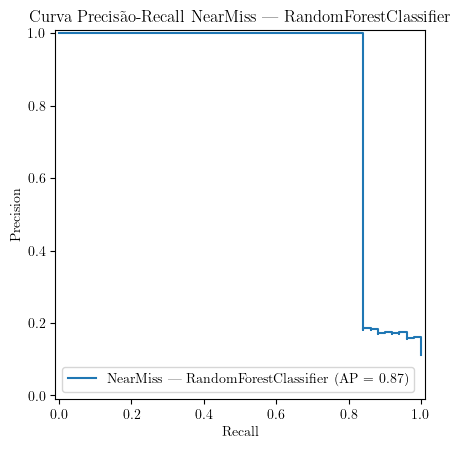 Curva Precisão-Recall NearMiss — RandomForestClassifier
1.0
0.8
0.6
0.4
0.2
0.0
Precision
NearMiss — RandomForestClassifier (AP = 0.87)
0.0 0.2 0.4 0.6 0.8 1.0
Recall